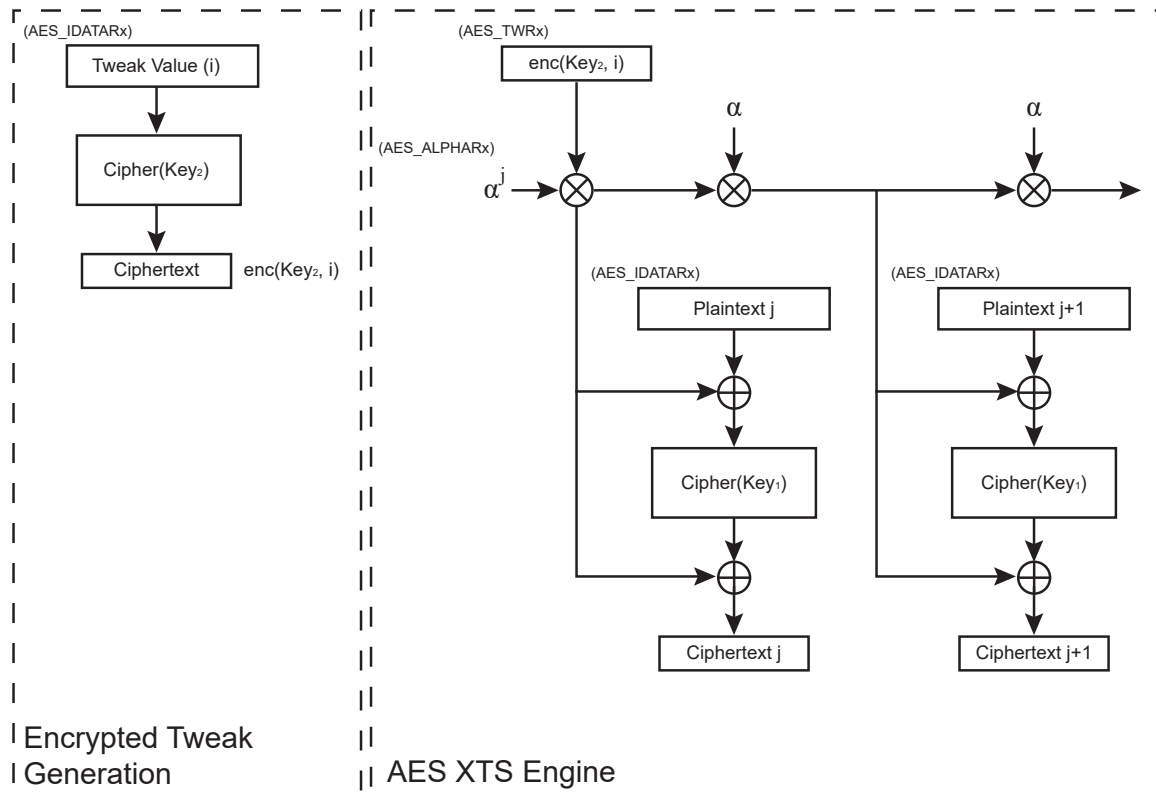 (AES_IDATARx)
Tweak Value (i)
Cipher(Key₂)
Ciphertext
enc(Key₂, i)
Encrypted Tweak
Generation
(AES_TWRx)
enc(Key₂, i)
(AES_ALPHARx)
αʲ
α
α
(AES_IDATARx)
Plaintext j
Cipher(Key₁)
Ciphertext j
(AES_IDATARx)
Plaintext j+1
Cipher(Key₁)
Ciphertext j+1
AES XTS Engine